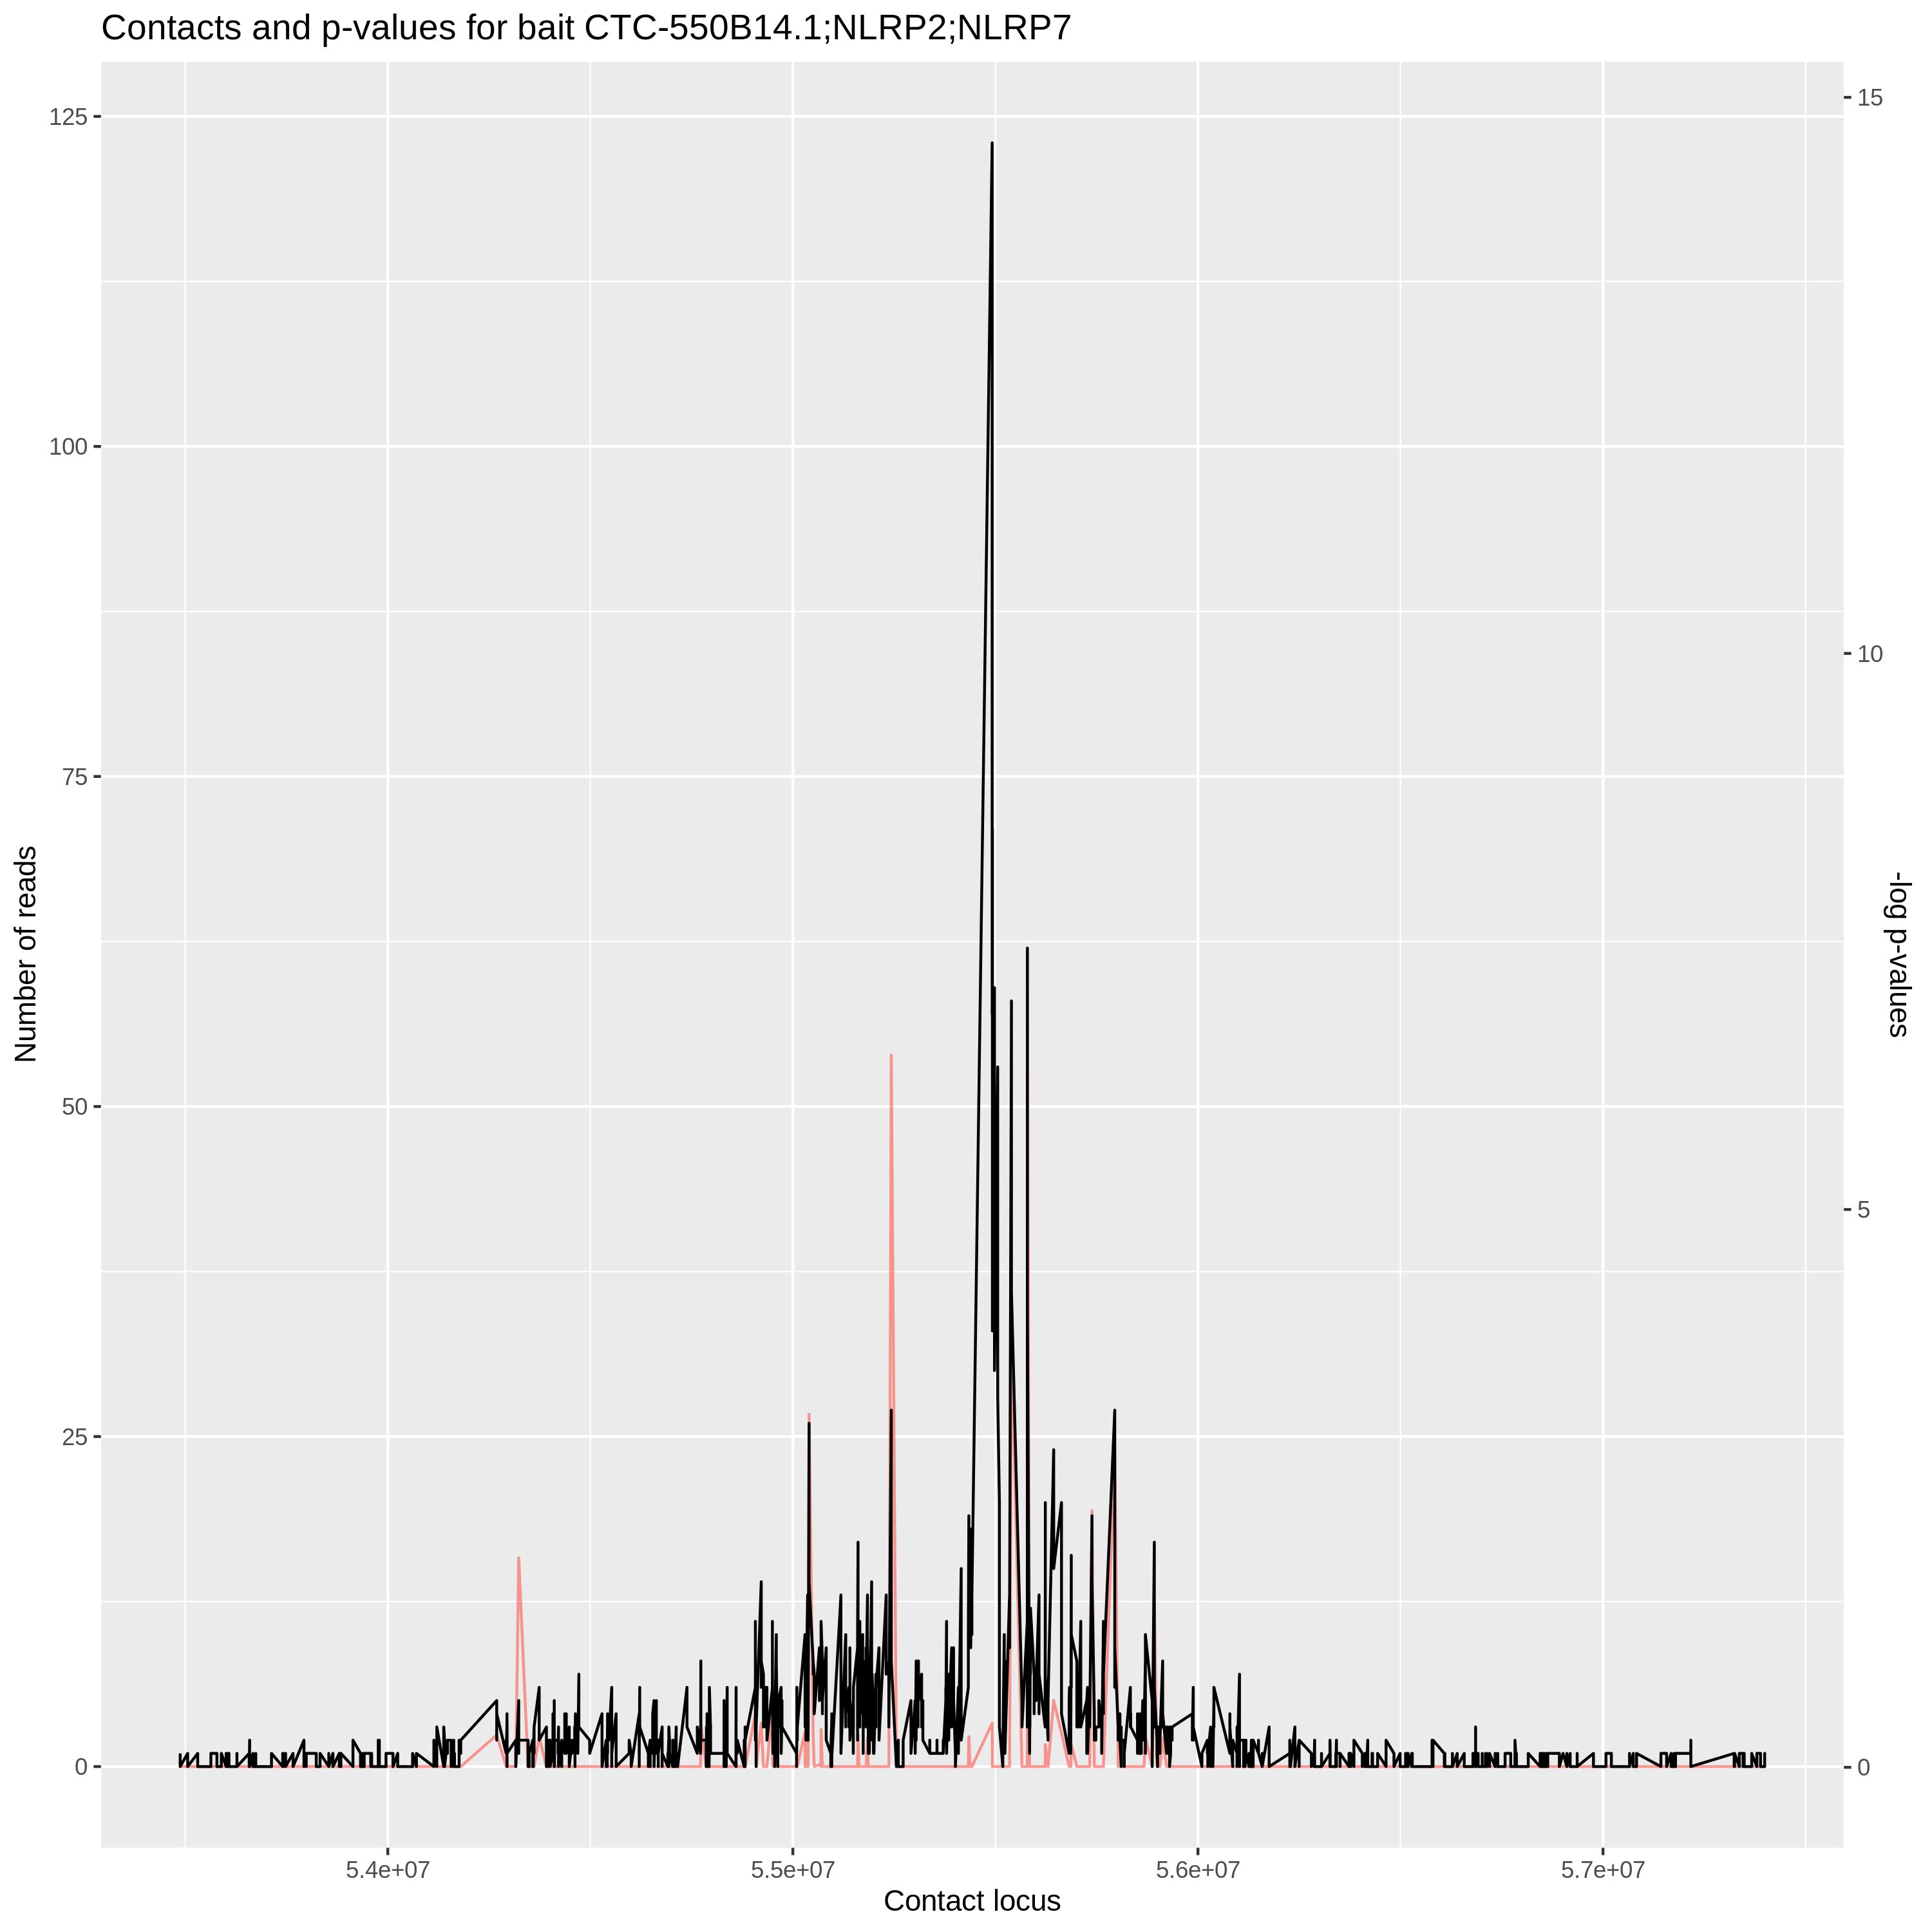 Contacts and p-values for bait CTC-550B14.1;NLRP2;NLRP7
125
100
75
50
25
0
Number of reads
15
10
5
0
-log p-values
5.4e+07
5.5e+07
5.6e+07
5.7e+07
Contact locus